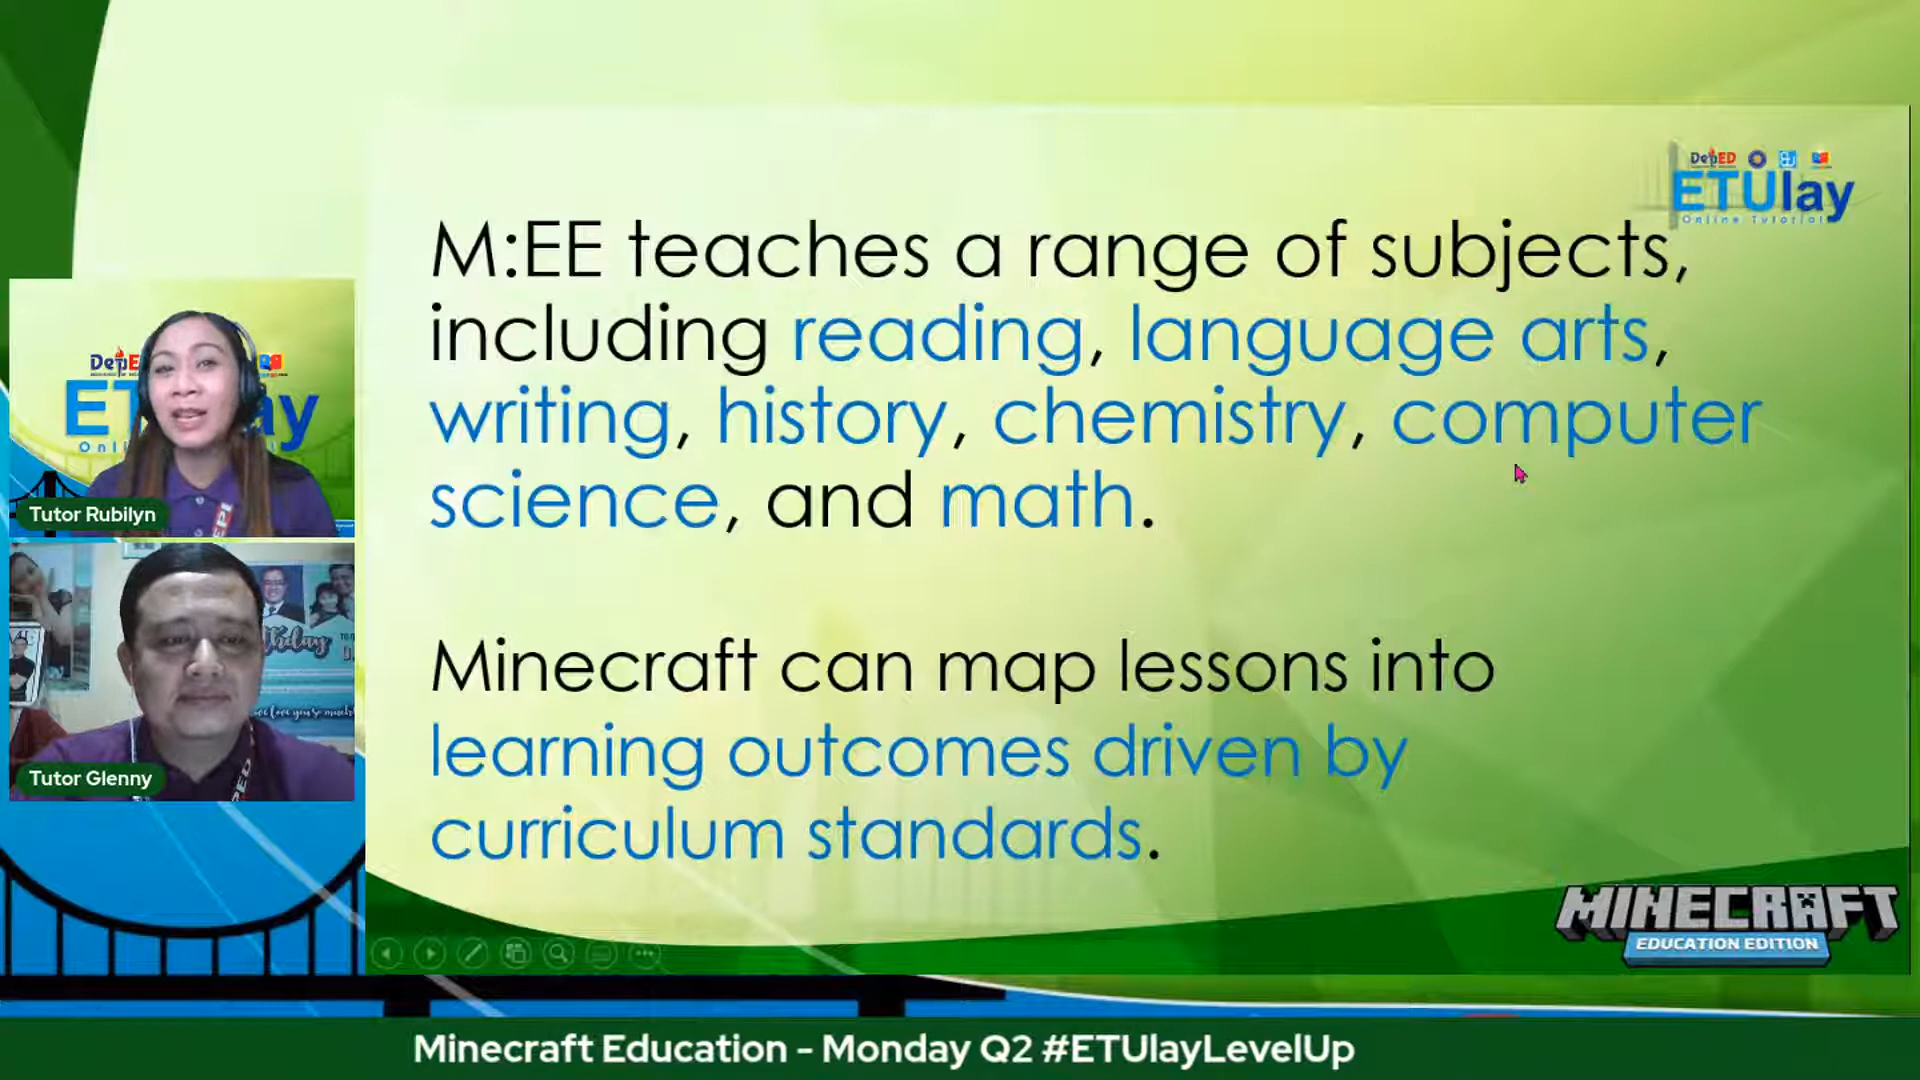 DepED
ETUlay
Online Tutorial
M:EE teaches a range of subjects,
including reading, language arts,
writing, history, chemistry, computer
science, and math.
Minecraft can map lessons into
learning outcomes driven by
curriculum standards.
Tutor Rubilyn
Tutor Glenny
MINECRAFT
EDUCATION EDITION
Minecraft Education - Monday Q2 #ETUlayLevelUp